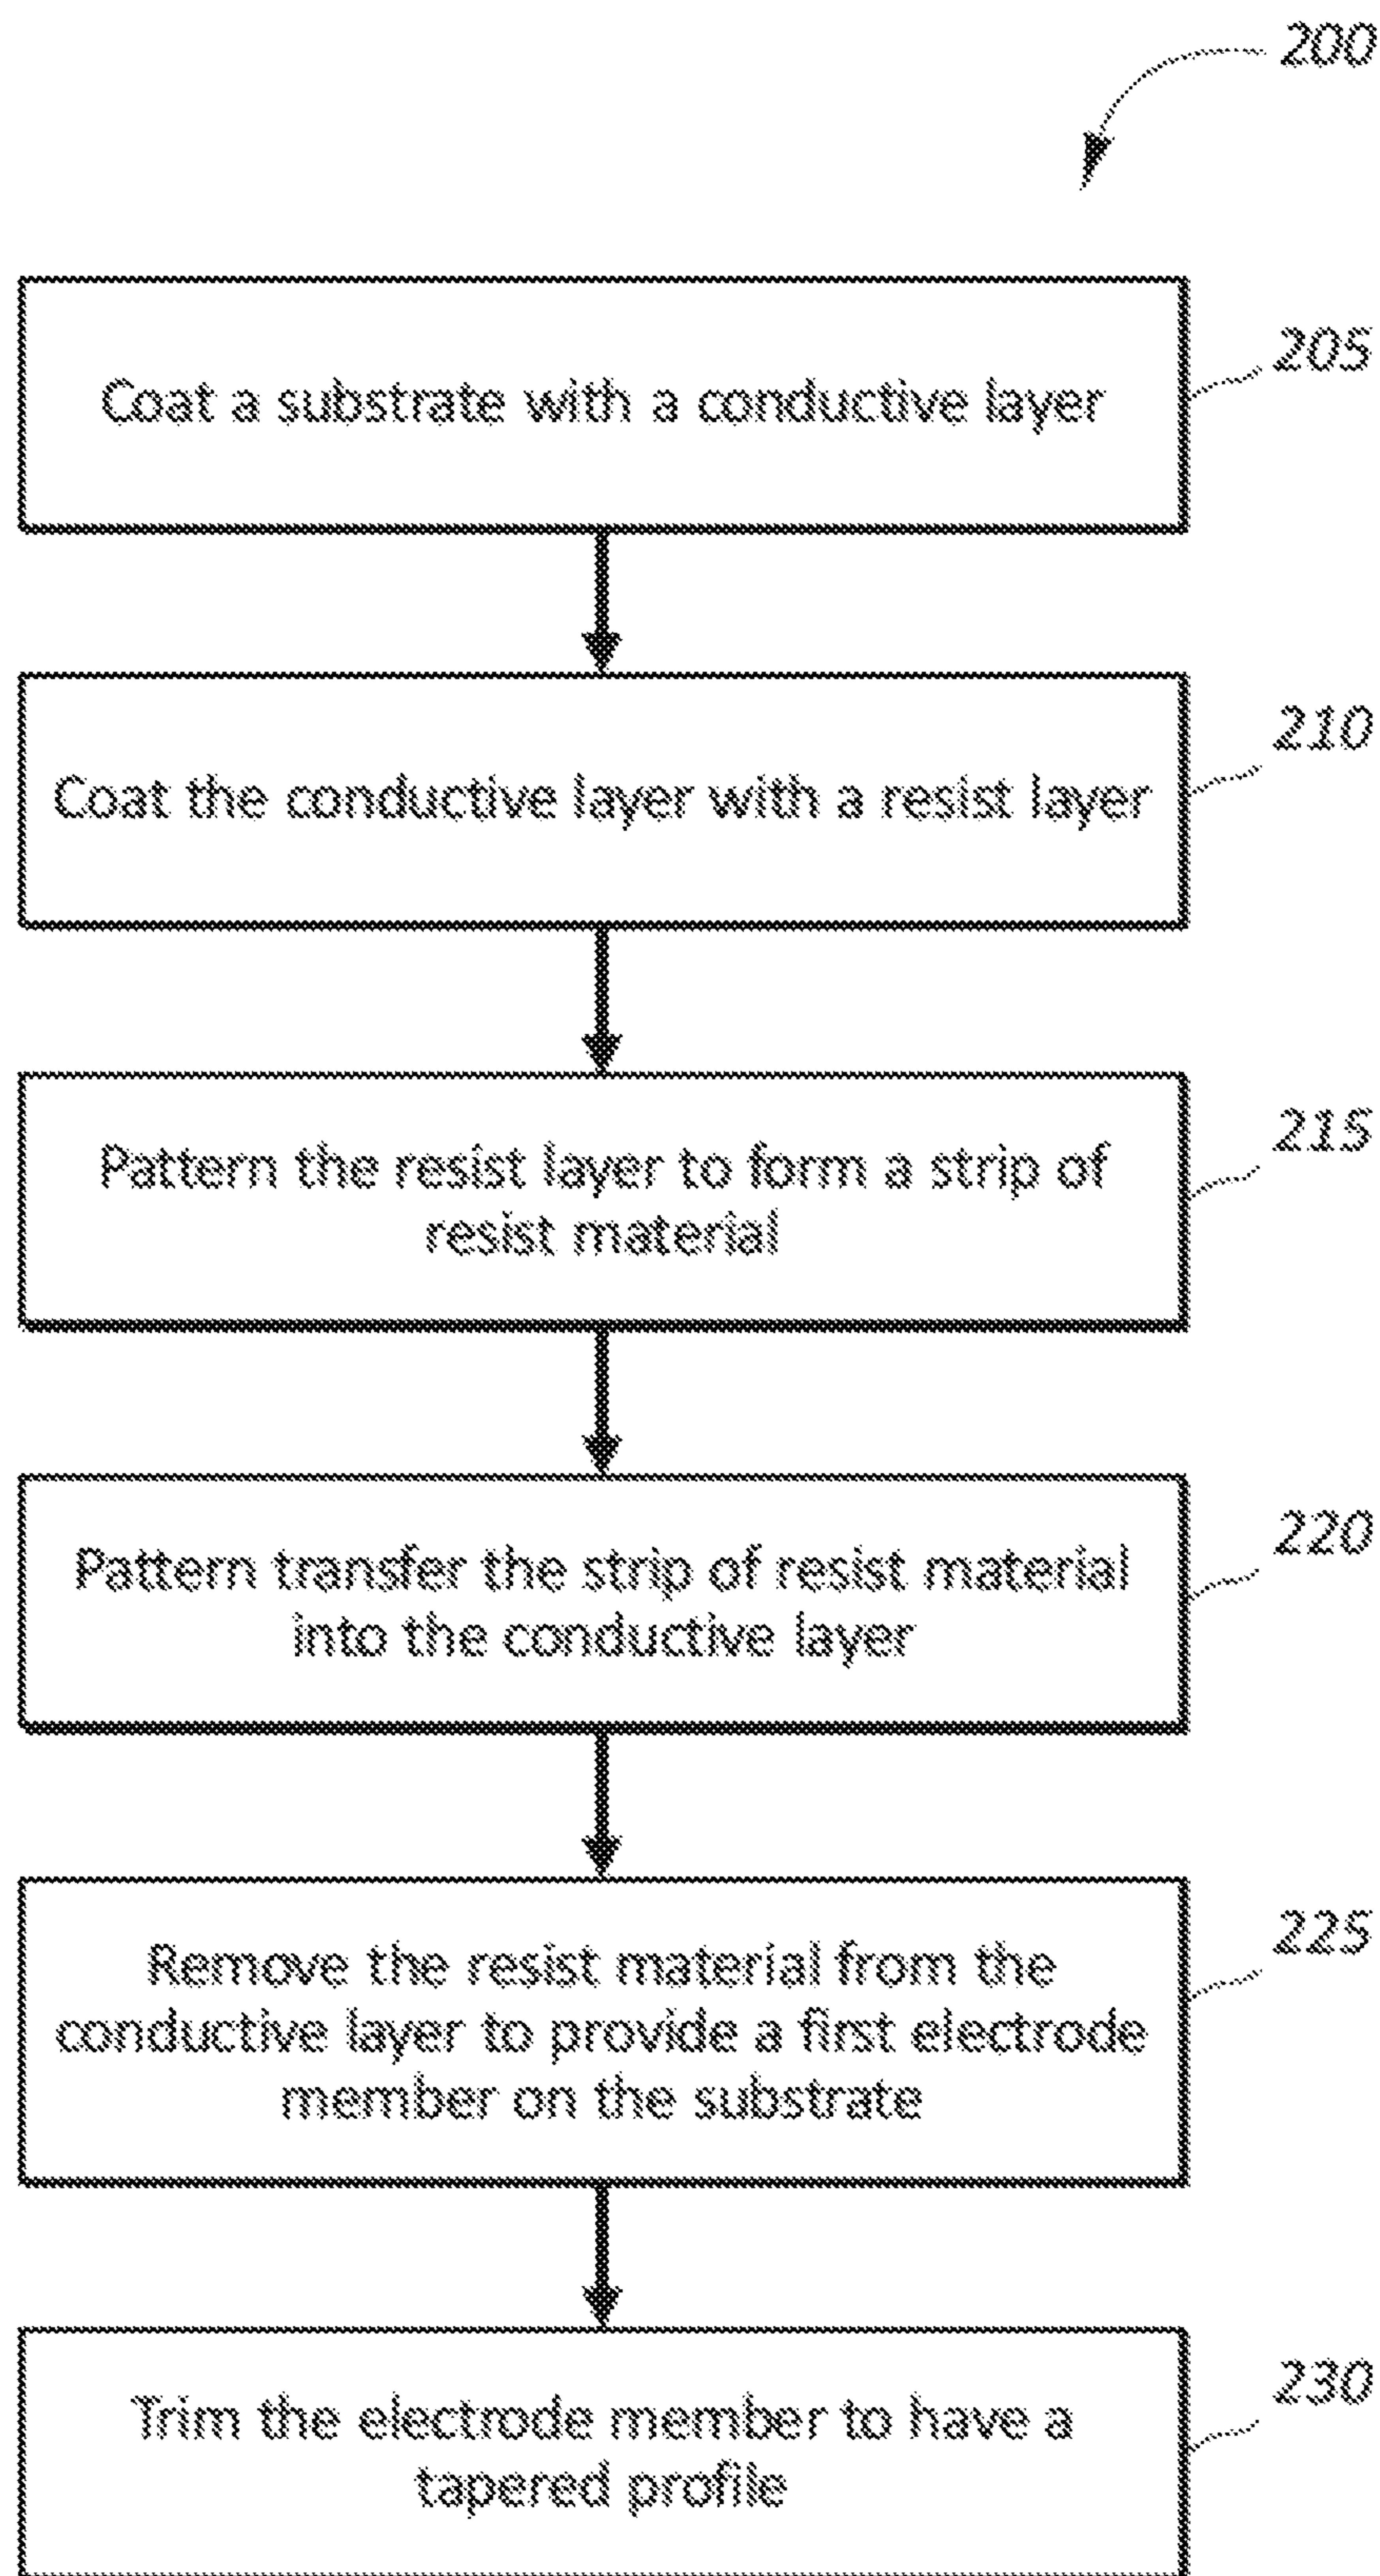 200
Coat a substrate with a conductive layer
205
Coat the conductive layer with a resist layer
210
Pattern the resist layer to form a strip of
resist material
215
Pattern transfer the strip of resist material
into the conductive layer
220
Remove the resist material from the
conductive layer to provide a first electrode
member on the substrate
225
Trim the electrode member to have a
tapered profile
230